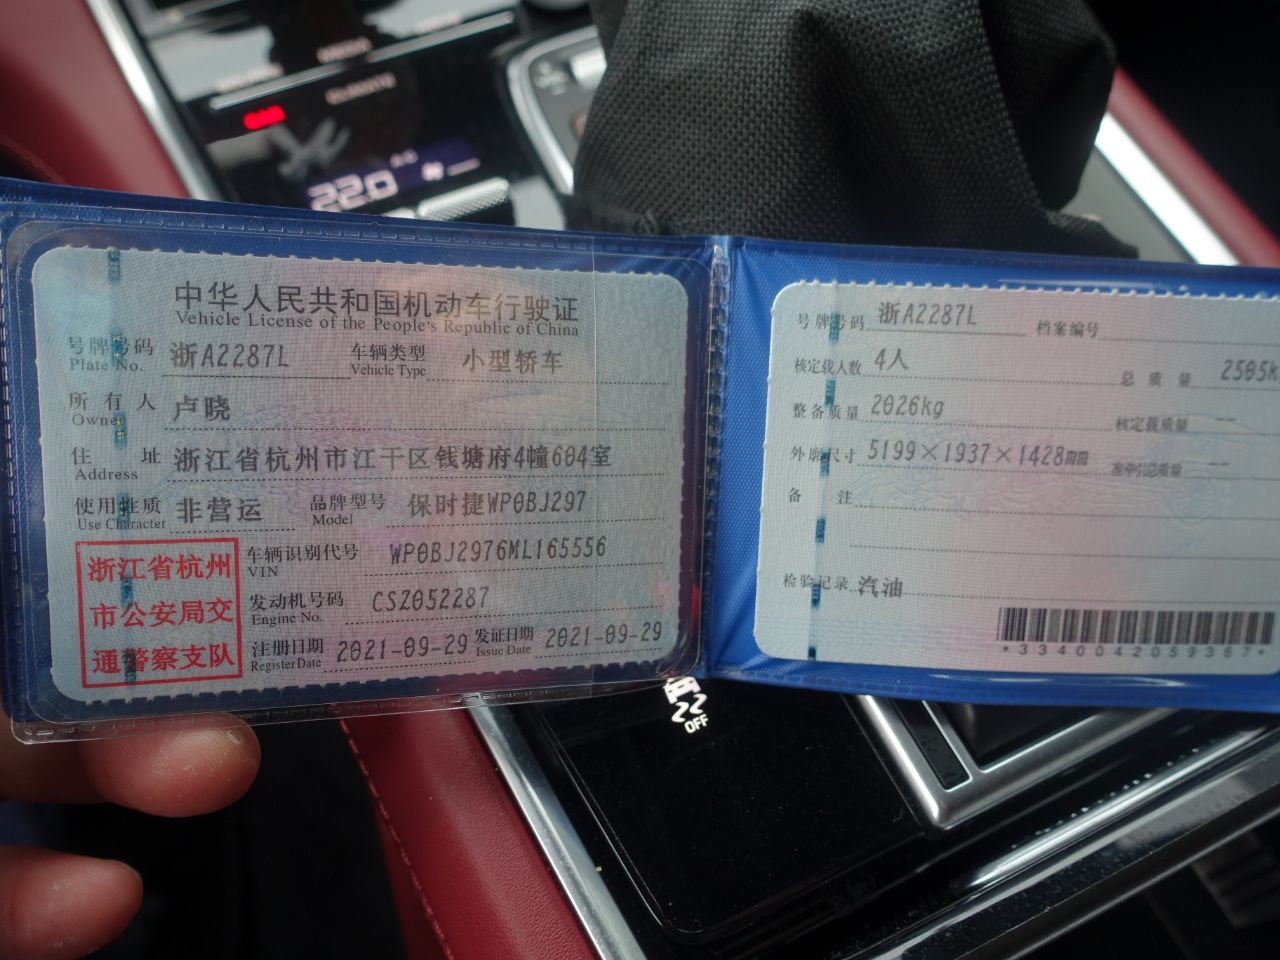 22.0
中华人民共和国机动车行驶证
Vehicle License of the People's Republic of China
号牌号码 浙A2287L 车辆类型 小型轿车
Plate No. Vehicle Type
所有人 卢晓
Owner
住址 浙江省杭州市江干区钱塘府4幢604室
Address
使用性质 非营运 品牌型号 保时捷WP0BJ297
Use Character Model
浙江省杭州
市公安局交
通警察支队
车辆识别代号 WP0BJ2976ML165556
VIN
发动机号码 CSZ052287
Engine No.
注册日期 2021-09-29 发证日期 2021-09-29
Register Date Issue Date
号牌号码 浙A2287L 档案编号
核定载人数 4人 总质量 2505k
整备质量 2026kg 核定载质量 --
外廓尺寸 5199×1937×1428mm 准牵引总质量 --
备注
检验记录 汽油
*3340042059367*
OFF